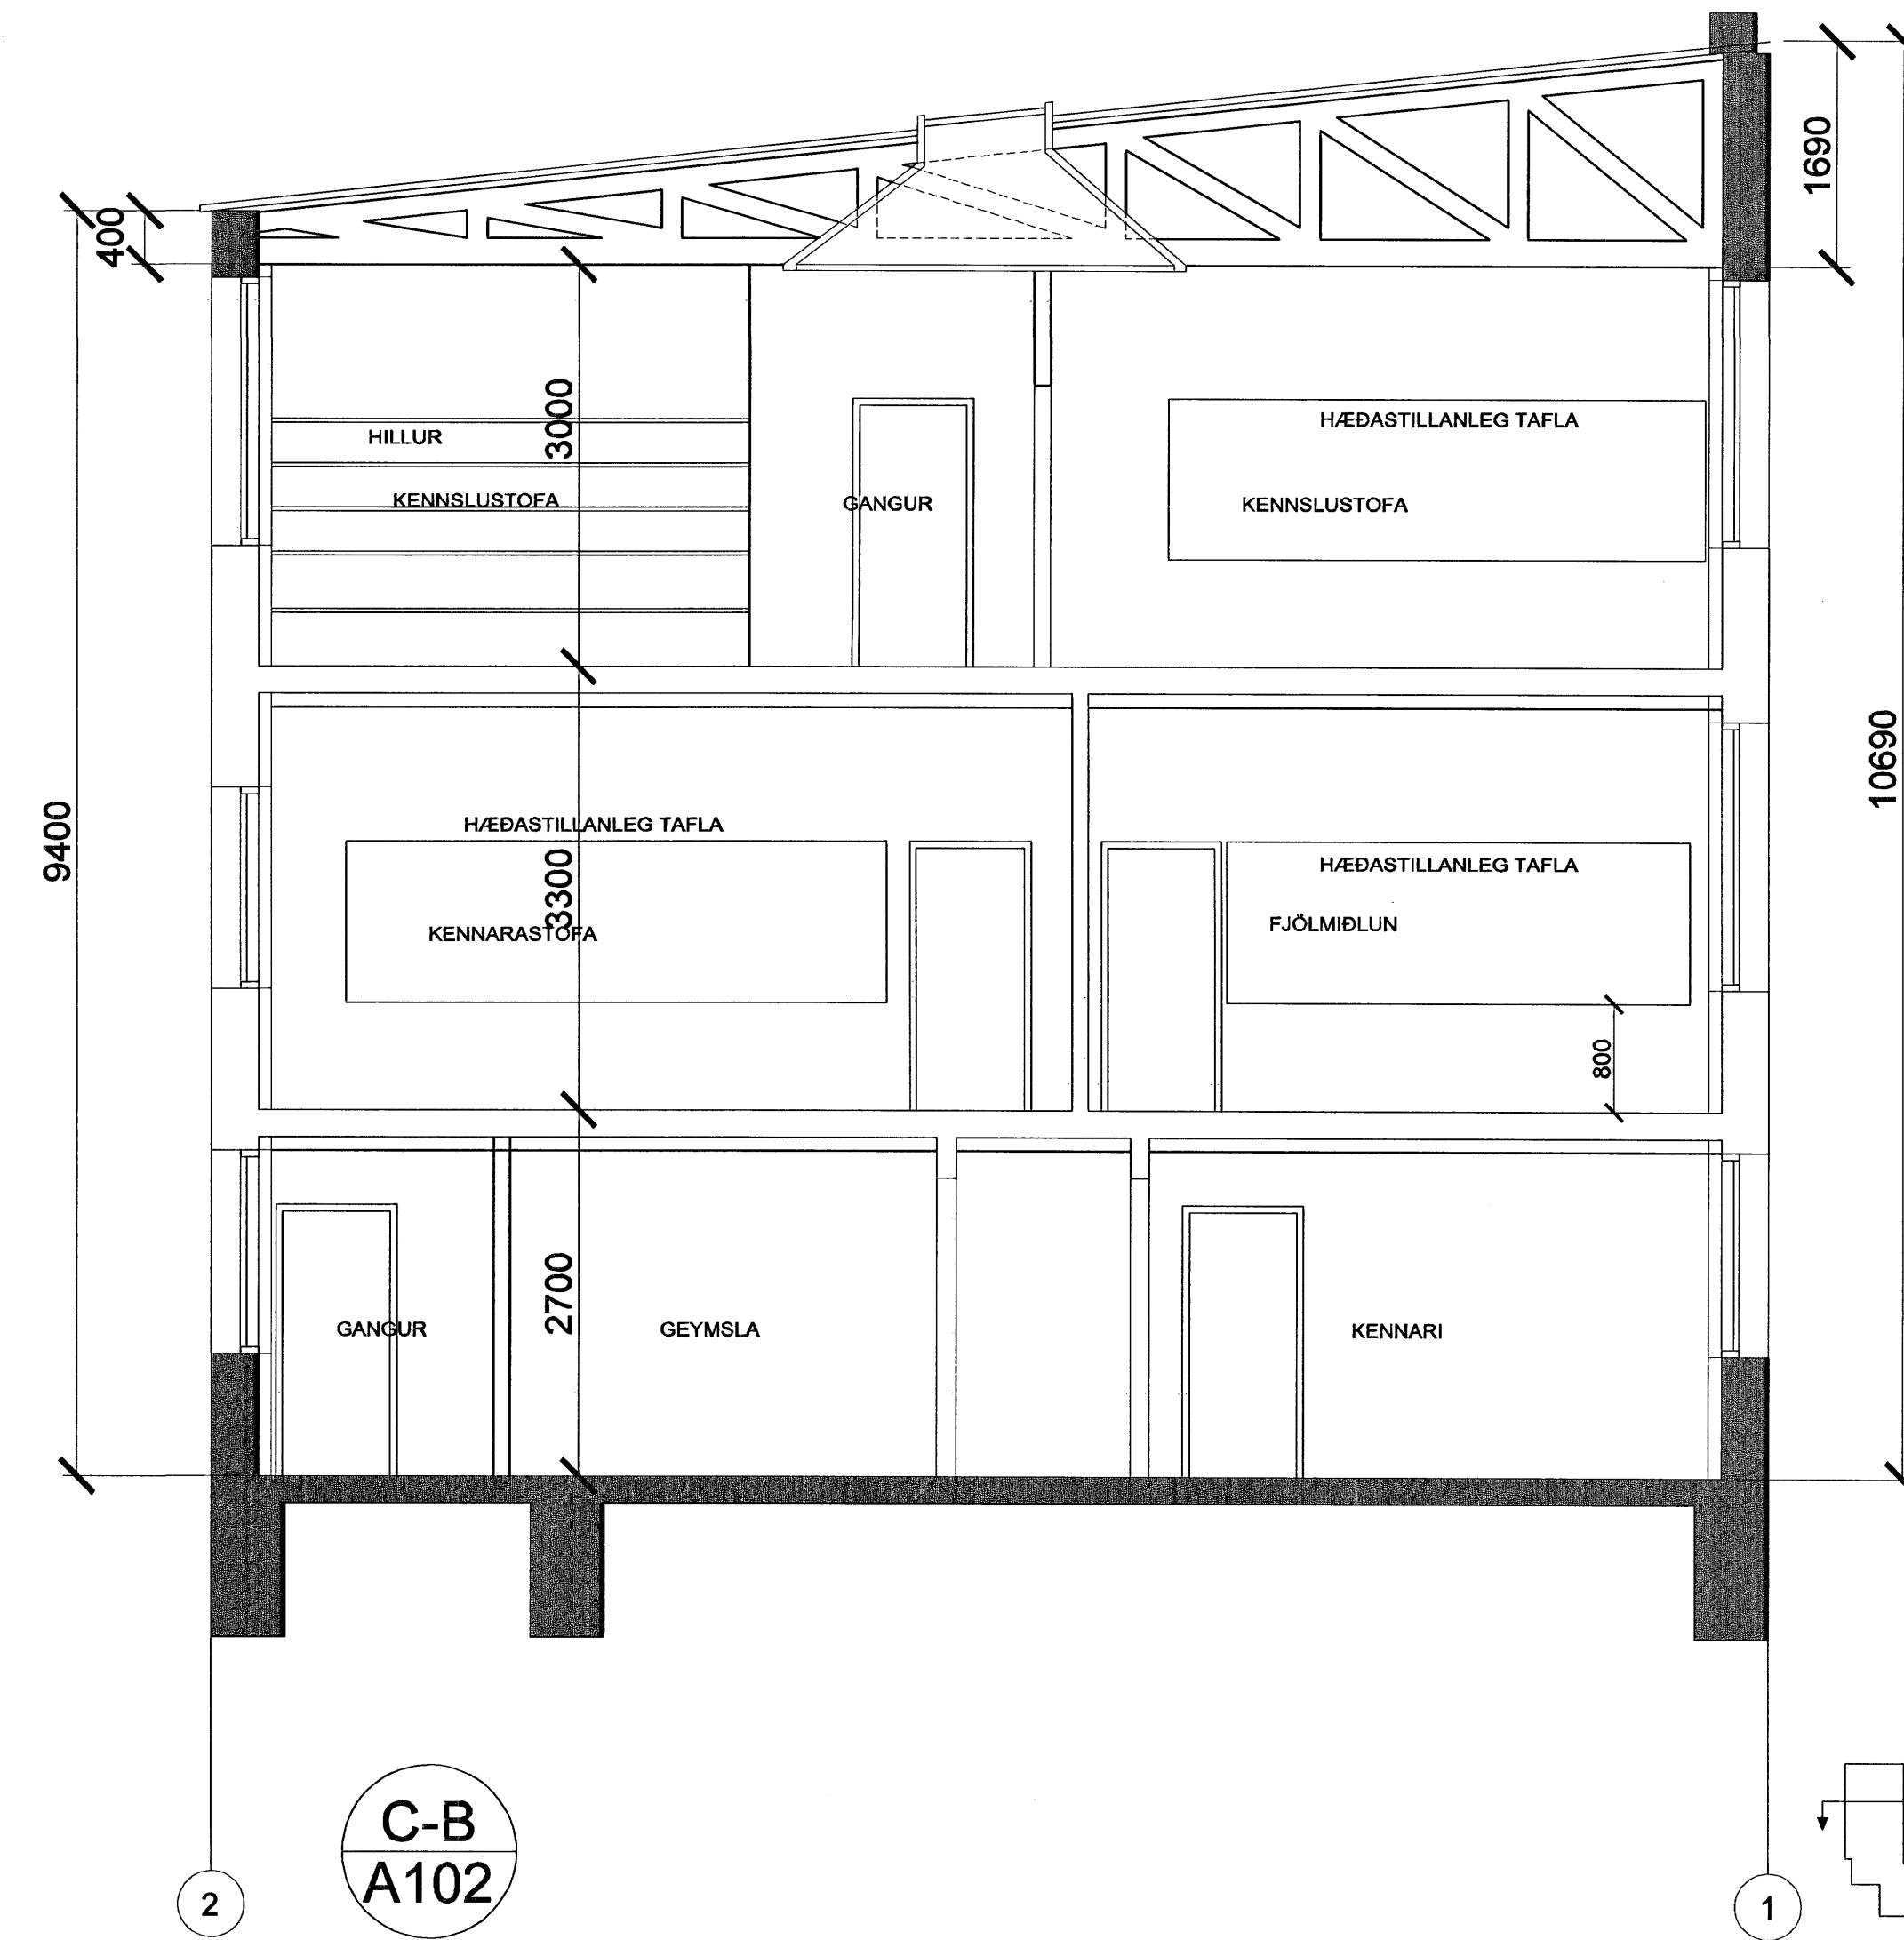 1690
400
3000
HILLUR
HÆÐASTILLANLEG TAFLA
KENNSLUSTOFA
GANGUR
KENNSLUSTOFA
10690
9400
HÆÐASTILLANLEG TAFLA
3300
HÆÐASTILLANLEG TAFLA
KENNARASTOFA
FJÖLMIÐLUN
800
2700
GANGUR
GEYMSLA
KENNARI
C-B
A102
2
1